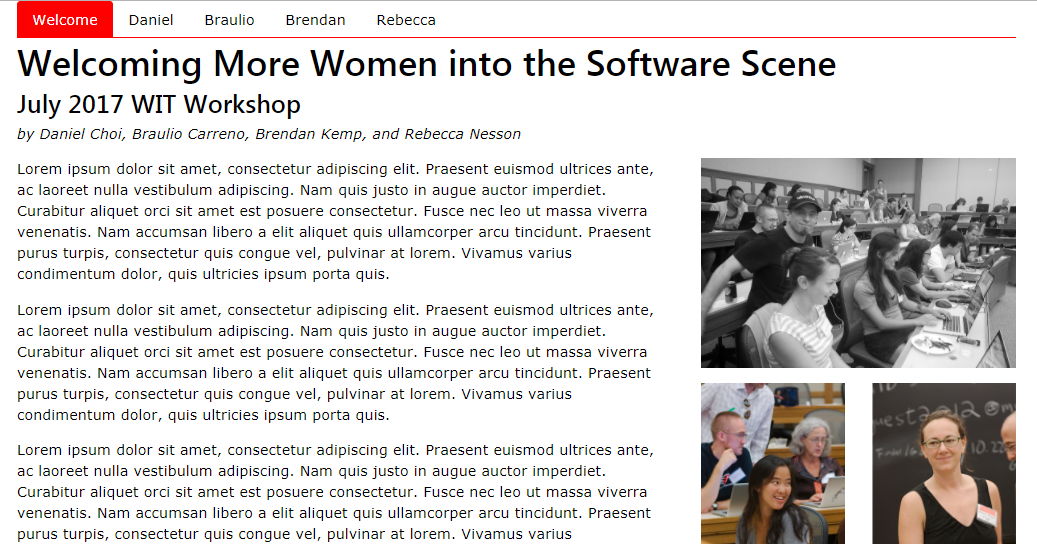 Welcome Daniel Braulio Brendan Rebecca
Welcoming More Women into the Software Scene
July 2017 WIT Workshop
by Daniel Choi, Braulio Carreno, Brendan Kemp, and Rebecca Nesson
Lorem ipsum dolor sit amet, consectetur adipiscing elit. Praesent euismod ultrices ante,
ac laoreet nulla vestibulum adipiscing. Nam quis justo in augue auctor imperdiet.
Curabitur aliquet orci sit amet est posuere consectetur. Fusce nec leo ut massa viverra
venenatis. Nam accumsan libero a elit aliquet quis ullamcorper arcu tincidunt. Praesent
purus turpis, consectetur quis congue vel, pulvinar at lorem. Vivamus varius
condimentum dolor, quis ultricies ipsum porta quis.
Lorem ipsum dolor sit amet, consectetur adipiscing elit. Praesent euismod ultrices ante,
ac laoreet nulla vestibulum adipiscing. Nam quis justo in augue auctor imperdiet.
Curabitur aliquet orci sit amet est posuere consectetur. Fusce nec leo ut massa viverra
venenatis. Nam accumsan libero a elit aliquet quis ullamcorper arcu tincidunt. Praesent
purus turpis, consectetur quis congue vel, pulvinar at lorem. Vivamus varius
condimentum dolor, quis ultricies ipsum porta quis.
Lorem ipsum dolor sit amet, consectetur adipiscing elit. Praesent euismod ultrices ante,
ac laoreet nulla vestibulum adipiscing. Nam quis justo in augue auctor imperdiet.
Curabitur aliquet orci sit amet est posuere consectetur. Fusce nec leo ut massa viverra
venenatis. Nam accumsan libero a elit aliquet quis ullamcorper arcu tincidunt. Praesent
purus turpis, consectetur quis congue vel, pulvinar at lorem. Vivamus varius